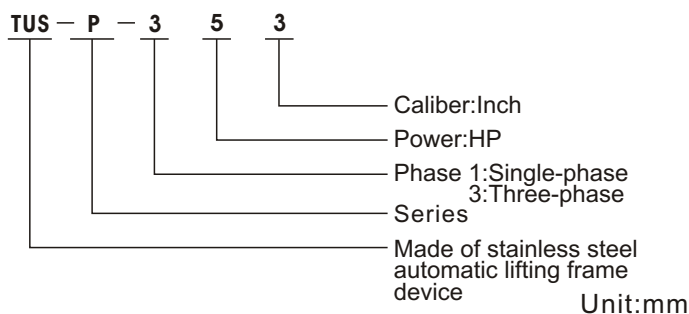 TUS – P – 3 5 3
Caliber:Inch
Power:HP
Phase 1:Single-phase
3:Three-phase
Series
Made of stainless steel
automatic lifting frame
device
Unit:mm